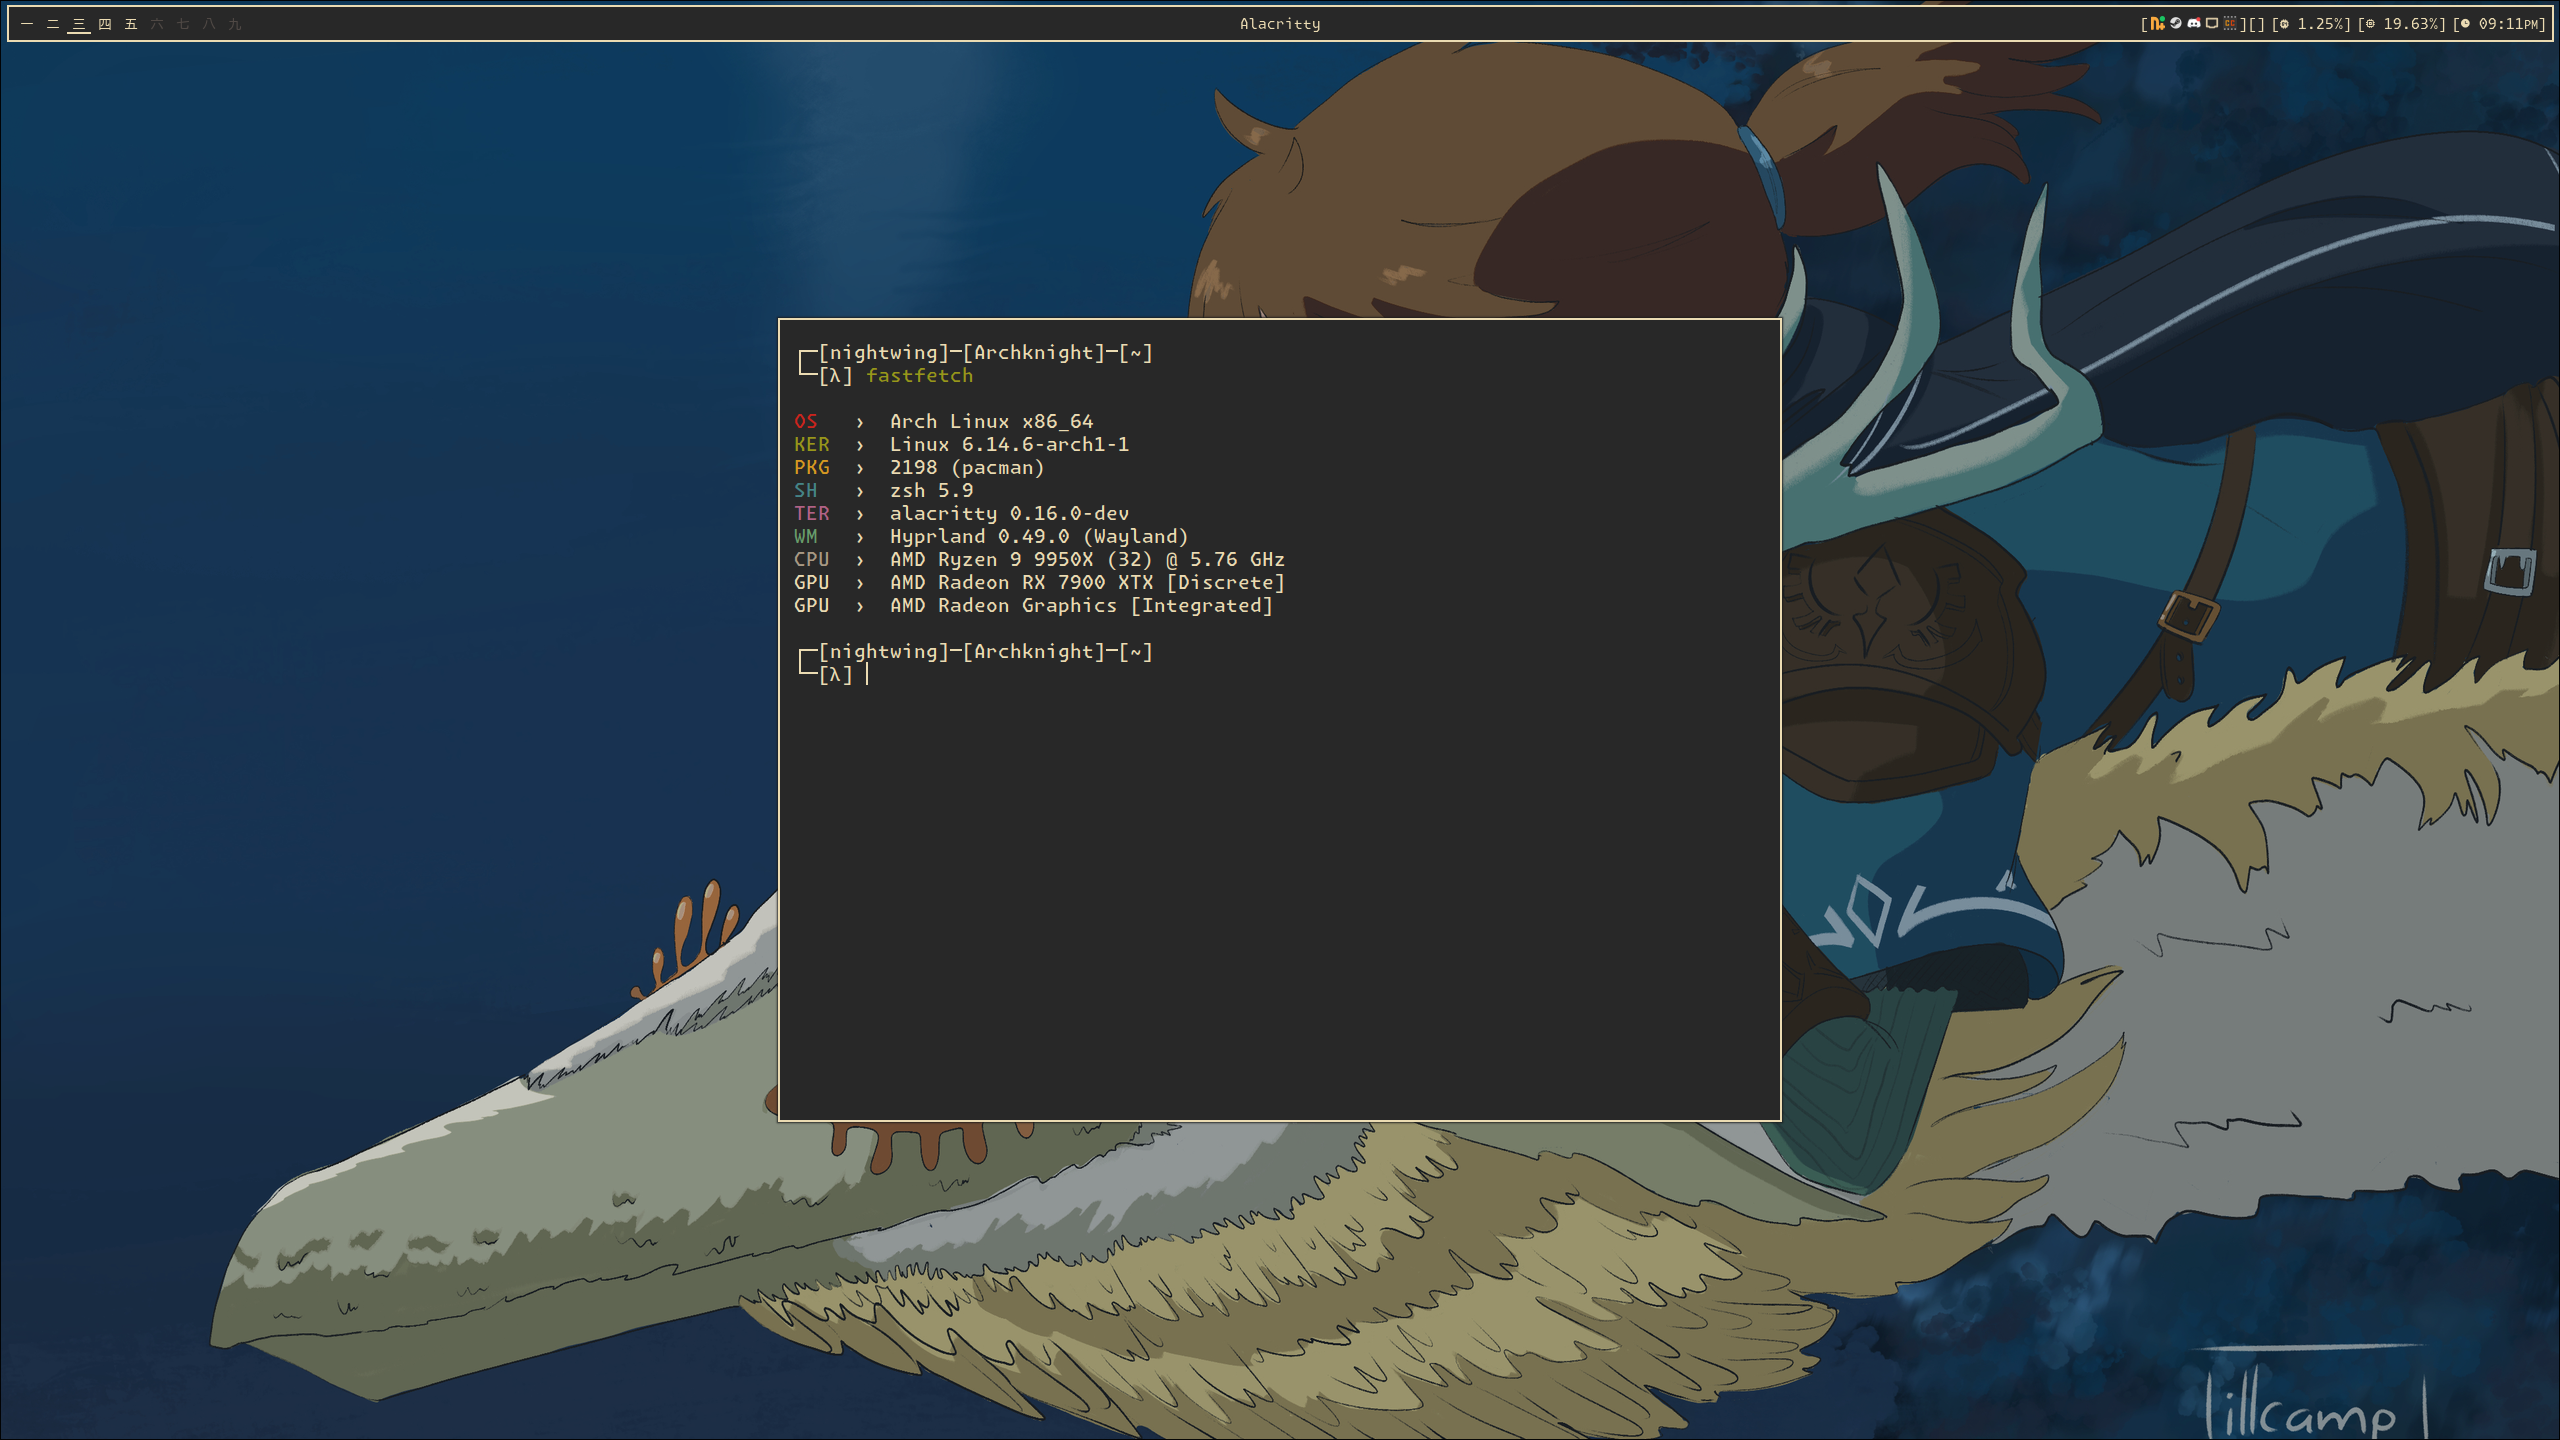 一 二 三 四 五 六 七 八 九
Alacritty
[][] [ 1.25%] [ 19.63%] [ 09:11PM]
┌─[nightwing]─[Archknight]─[~]
└─[λ] fastfetch
OS › Arch Linux x86_64
KER › Linux 6.14.6-arch1-1
PKG › 2198 (pacman)
SH › zsh 5.9
TER › alacritty 0.16.0-dev
WM › Hyprland 0.49.0 (Wayland)
CPU › AMD Ryzen 9 9950X (32) @ 5.76 GHz
GPU › AMD Radeon RX 7900 XTX [Discrete]
GPU › AMD Radeon Graphics [Integrated]
┌─[nightwing]─[Archknight]─[~]
└─[λ]
illcamp